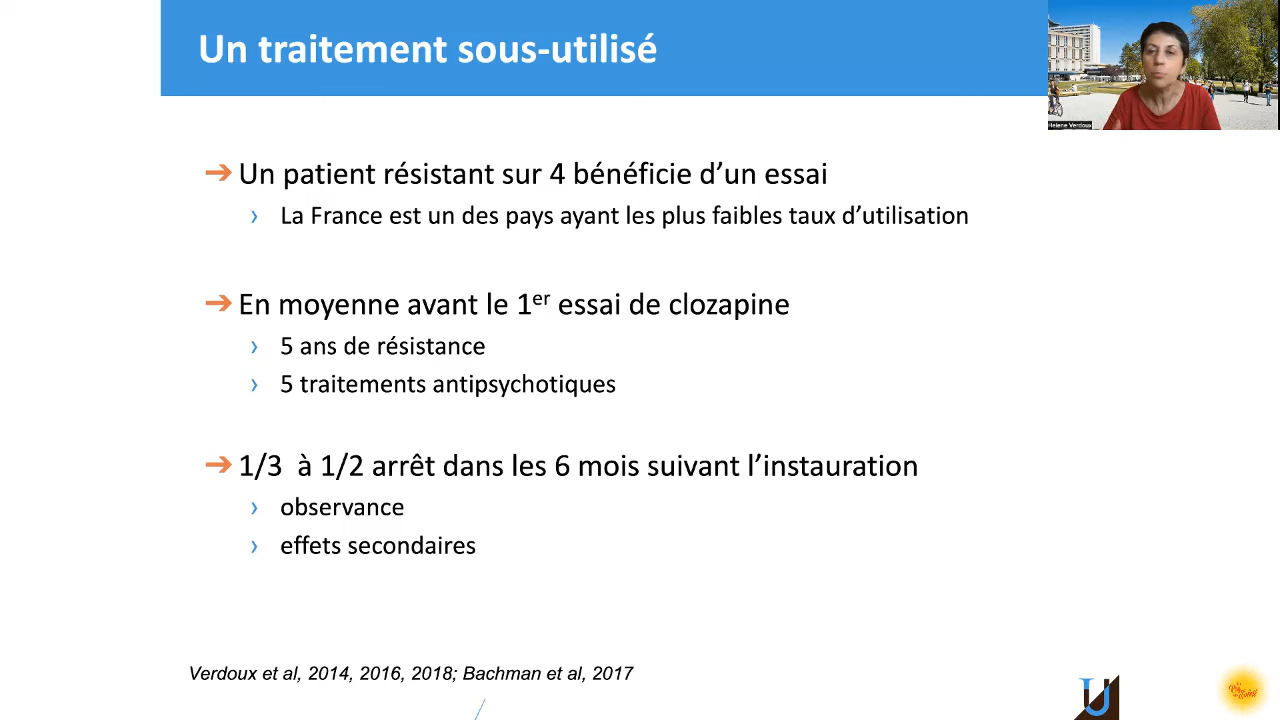 Un traitement sous-utilisé
Helene Verdoux
➔ Un patient résistant sur 4 bénéficie d’un essai
› La France est un des pays ayant les plus faibles taux d’utilisation
➔ En moyenne avant le 1er essai de clozapine
› 5 ans de résistance
› 5 traitements antipsychotiques
➔ 1/3 à 1/2 arrêt dans les 6 mois suivant l’instauration
› observance
› effets secondaires
Verdoux et al, 2014, 2016, 2018; Bachman et al, 2017
U